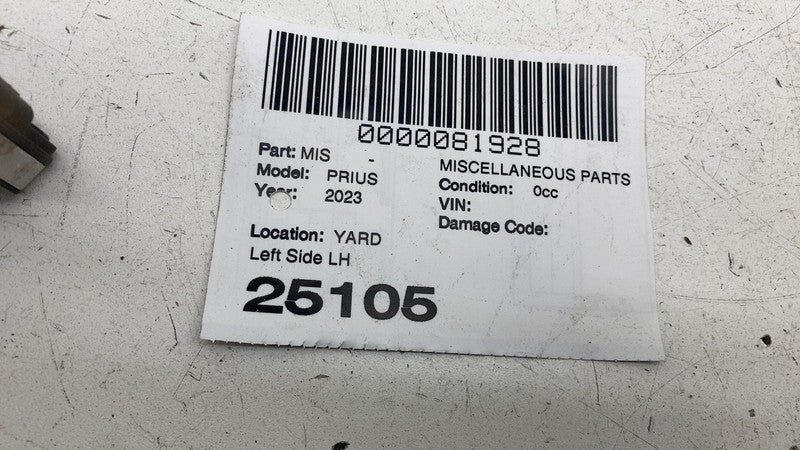 0000081928
Part: MIS -
Model: PRIUS
Year: 2023
MISCELLANEOUS PARTS
Condition: 0cc
VIN:
Damage Code:
Location: YARD
Left Side LH
25105